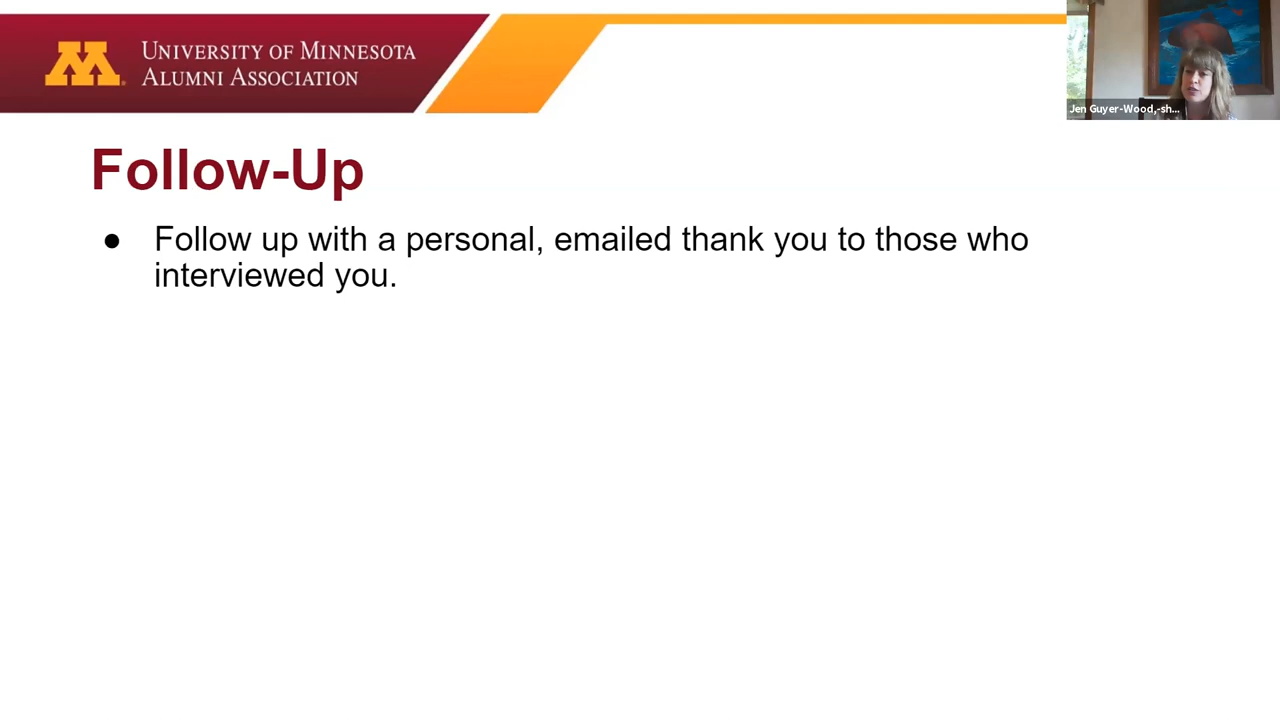 UNIVERSITY OF MINNESOTA
ALUMNI ASSOCIATION
Jen Guyer-Wood,-sh...
Follow-Up
● Follow up with a personal, emailed thank you to those who
interviewed you.